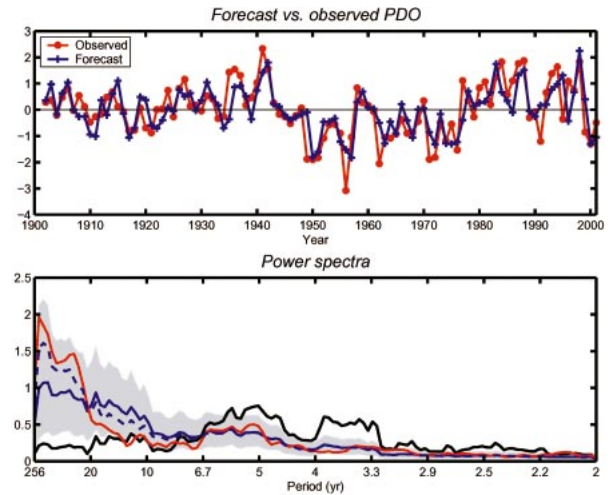 Forecast vs. observed PDO
3
2
1
0
−1
−2
−3
−4
Observed
Forecast
1900 1910 1920 1930 1940 1950 1960 1970 1980 1990 2000
Year
Power spectra
2.5
2
1.5
1
0.5
0
256 20 10 6.7 5 4 3.3 2.9 2.5 2.2 2
Period (yr)